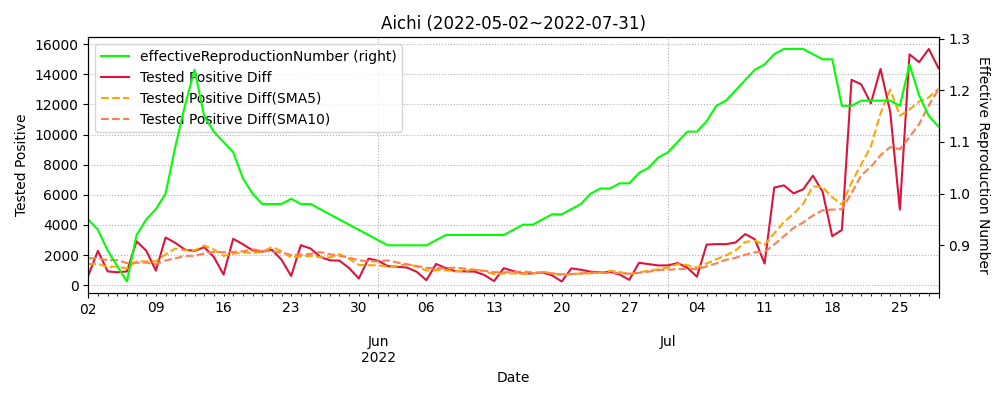 Aichi (2022-05-02~2022-07-31)
effectiveReproductionNumber (right)
Tested Positive Diff
Tested Positive Diff(SMA5)
Tested Positive Diff(SMA10)
Tested Positive
16000
14000
12000
10000
8000
6000
4000
2000
0
1.3
1.2
1.1
1.0
0.9
Effective Reproduction Number
02 09 16 23 30 06 13 20 27 04 11 18 25
Jun Jul
2022
Date